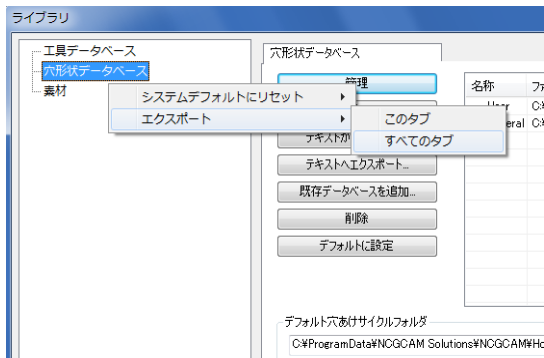 ライブラリ
工具データベース
穴形状データベース
素材
システムデフォルトにリセット
エクスポート
このタブ
すべてのタブ
穴形状データベース
管理
テキストか
テキストへエクスポート...
既存データベースを追加...
削除
デフォルトに設定
名称
User C:¥
eral C:¥
デフォルト穴あけサイクルフォルダ
C:¥ProgramData¥NCGCAM Solutions¥NCGCAM¥Ho